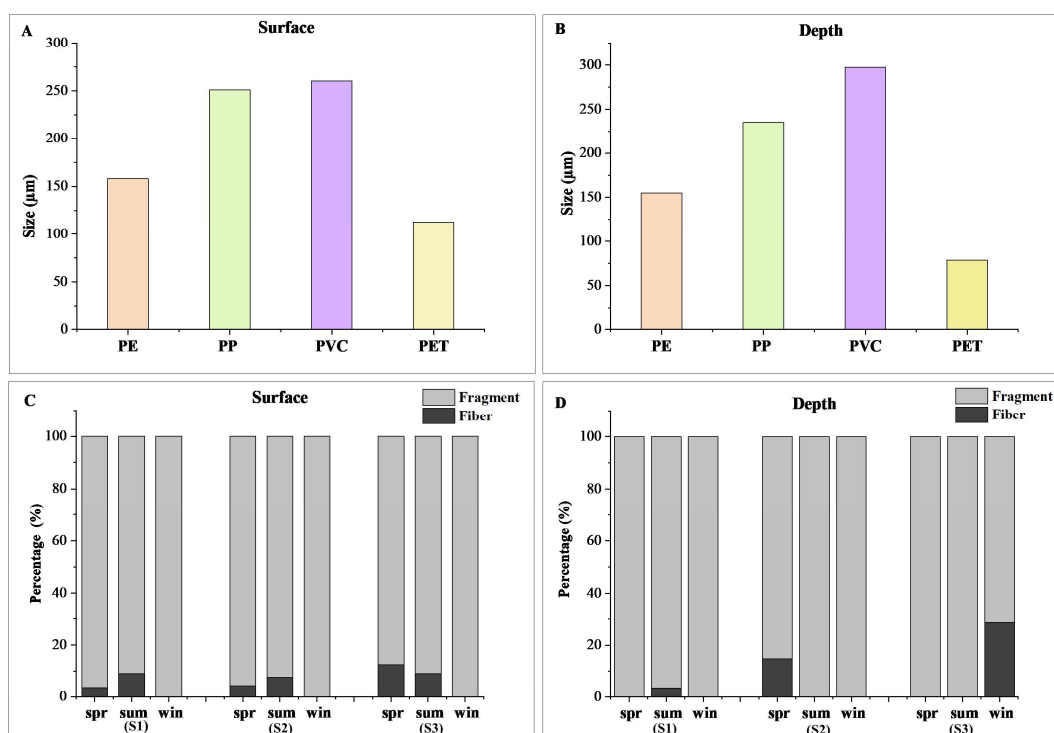 A
Surface
300
250
200
150
100
50
0
Size (µm)
PE PP PVC PET
B
Depth
300
250
200
150
100
50
0
Size (µm)
PE PP PVC PET
C
Surface
Fragment
Fiber
100
80
60
40
20
0
Percentage (%)
spr sum win spr sum win spr sum win
(S1) (S2) (S3)
D
Depth
Fragment
Fiber
100
80
60
40
20
0
Percentage (%)
spr sum win spr sum win spr sum win
(S1) (S2) (S3)